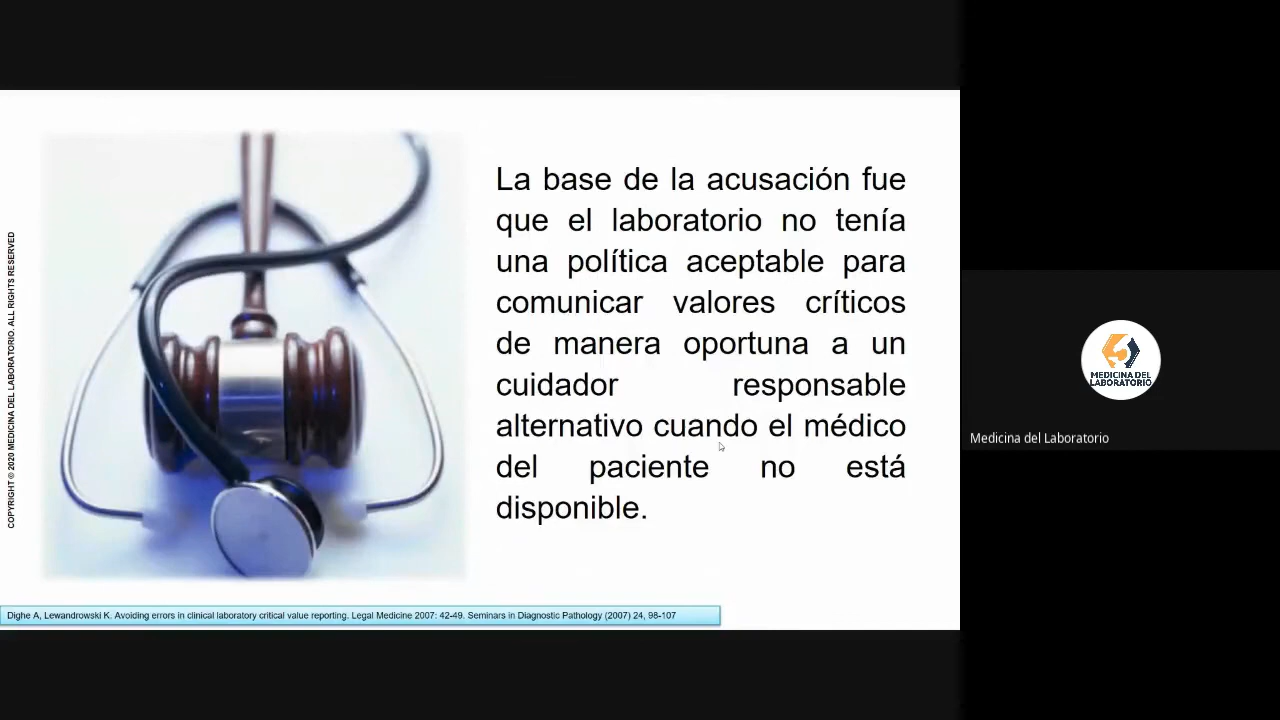 La base de la acusación fue
que el laboratorio no tenía
una política aceptable para
comunicar valores críticos
de manera oportuna a un
cuidador responsable
alternativo cuando el médico
del paciente no está
disponible.
COPYRIGHT © 2020 MEDICINA DEL LABORATORIO. ALL RIGHTS RESERVED
Dighe A, Lewandrowski K. Avoiding errors in clinical laboratory critical value reporting. Legal Medicine 2007: 42-49. Seminars in Diagnostic Pathology (2007) 24, 98-107
MEDICINA DEL
LABORATORIO
Medicina del Laboratorio